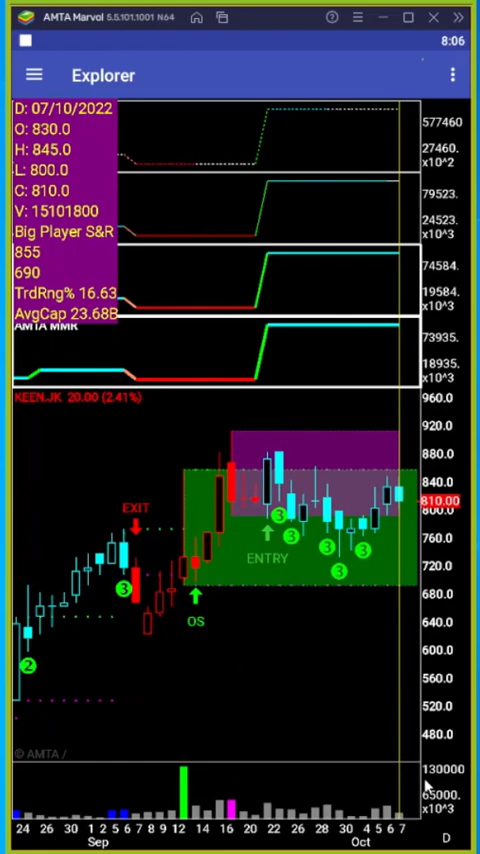 AMTA Marvol 5.5.101.1001 N64
8:06
Explorer
D: 07/10/2022
O: 830.0
H: 845.0
L: 800.0
C: 810.0
V: 15101800
Big Player S&R
855
690
TrdRng% 16.63
AvgCap 23.68B
577460
27460.
x10^2
79523.
24523.
x10^3
74584.
19584.
x10^3
AMTA MMR
73935.
18935.
x10^3
KEEN.JK 20.00 (2.41%)
960.0
920.0
880.0
840.0
810.00
800.0
760.0
720.0
680.0
640.0
600.0
560.0
520.0
480.0
EXIT
ENTRY
OS
3
3
3
3
3
3
2
© AMTA /
130000
65000.
x10^3
24 26 30 1 2 5 6 7 8 9 12 14 16 20 22 26 28 30 4 5 6 7
Sep Oct
D